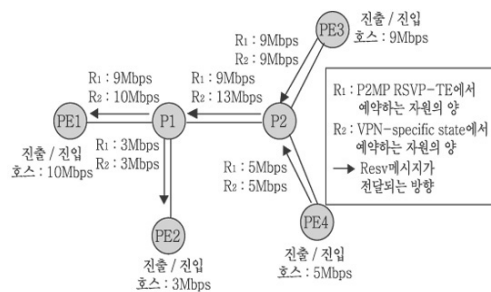 PE3
진출 / 진입
호스 : 9Mbps
R₁ : 9Mbps
R₂ : 9Mbps
R₁ : 9Mbps
R₂ : 10Mbps
R₁ : 9Mbps
R₂ : 13Mbps
PE1
P1
P2
진출 / 진입
호스 : 10Mbps
R₁ : 3Mbps
R₂ : 3Mbps
R₁ : 5Mbps
R₂ : 5Mbps
PE2
진출 / 진입
호스 : 3Mbps
PE4
진출 / 진입
호스 : 5Mbps
R₁ : P2MP RSVP-TE에서
예약하는 자원의 양
R₂ : VPN-specific state에서
예약하는 자원의 양
Resv메시지가
전달되는 방향